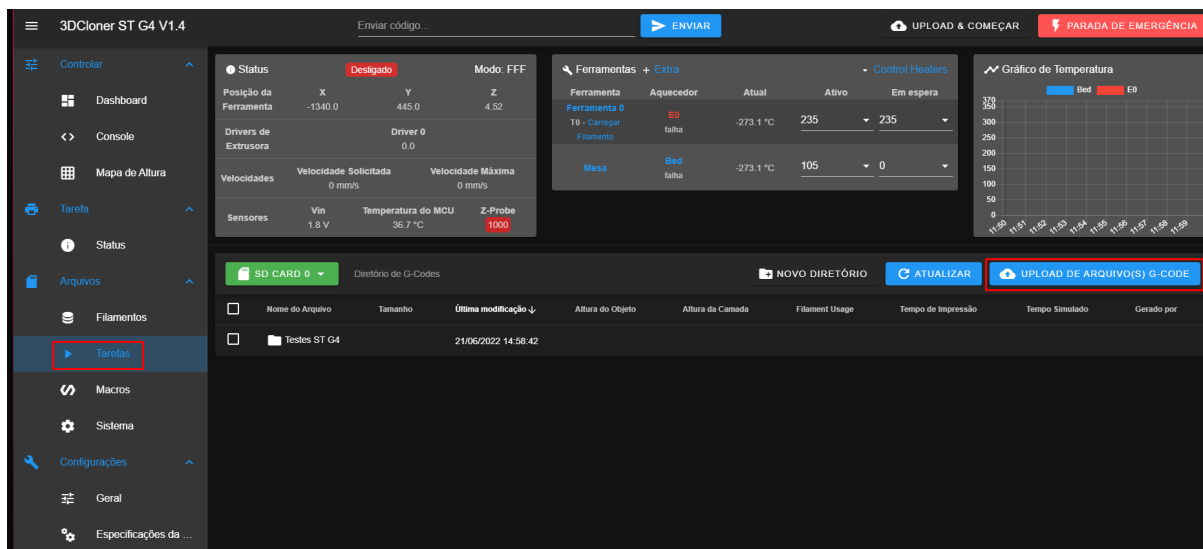 3DCloner ST G4 V1.4
Enviar código...
ENVIAR
UPLOAD & COMEÇAR
PARADA DE EMERGÊNCIA
Controlar
Dashboard
Console
Mapa de Altura
Tarefa
Status
Arquivos
Filamentos
Tarefas
Macros
Sistema
Configurações
Geral
Especificações da ...
Status Desligado Modo: FFF
Posição da Ferramenta
X Y Z
-1340.0 445.0 4.52
Drivers de Extrusora
Driver 0
0.0
Velocidades
Velocidade Solicitada Velocidade Máxima
0 mm/s 0 mm/s
Sensores
Vin Temperatura do MCU Z-Probe
1.8 V 36.7 °C 1000
Ferramentas + Extra Control Heaters
Ferramenta Aquecedor Atual Ativo Em espera
Ferramenta 0
T0 - Carregar
Filamento
E0
falha
-273.1 °C 235 235
Mesa
Bed
falha
-273.1 °C 105 0
Gráfico de Temperatura
Bed E0
370
350
300
250
200
150
100
50
0
11:50 11:51 11:52 11:53 11:54 11:55 11:56 11:57 11:58 11:59
SD CARD 0 Diretório de G-Codes NOVO DIRETÓRIO ATUALIZAR UPLOAD DE ARQUIVO(S) G-CODE
Nome do Arquivo Tamanho Última modificação Altura do Objeto Altura da Camada Filament Usage Tempo de Impressão Tempo Simulado Gerado por
Testes ST G4 21/06/2022 14:58:42